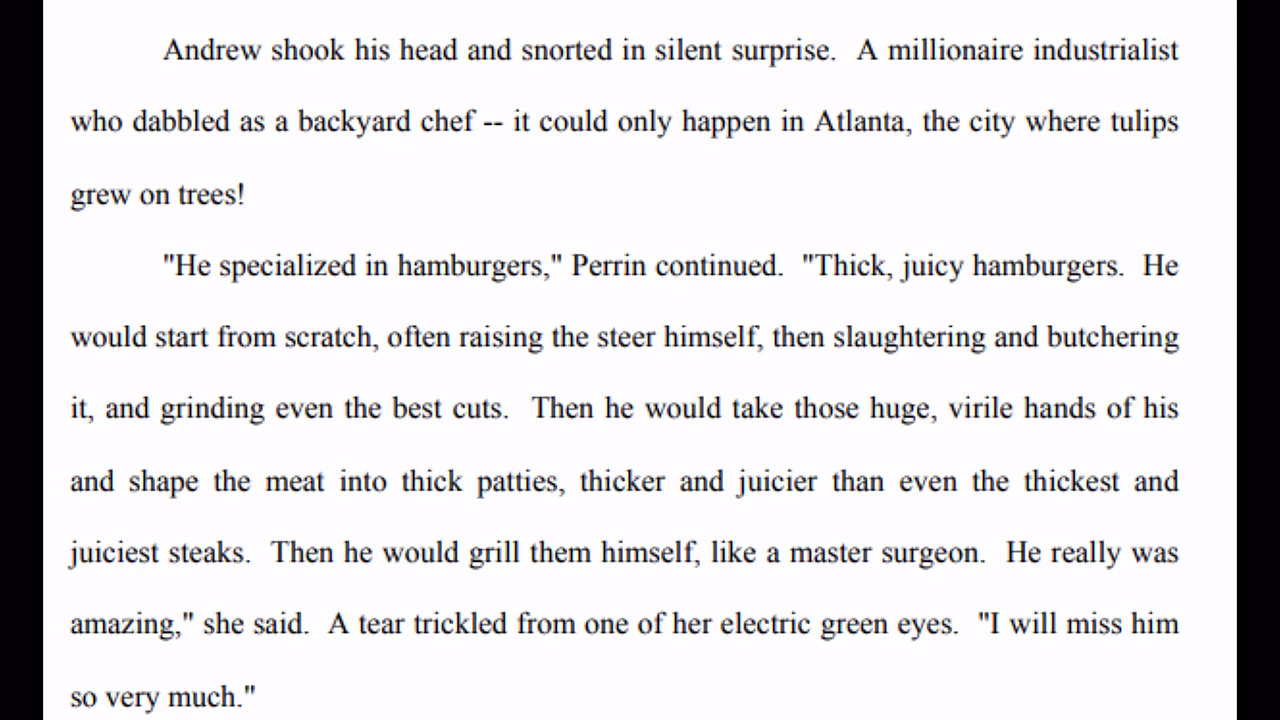 Andrew shook his head and snorted in silent surprise.  A millionaire industrialist
who dabbled as a backyard chef -- it could only happen in Atlanta, the city where tulips
grew on trees!
"He specialized in hamburgers," Perrin continued.  "Thick, juicy hamburgers.  He
would start from scratch, often raising the steer himself, then slaughtering and butchering
it, and grinding even the best cuts.  Then he would take those huge, virile hands of his
and shape the meat into thick patties, thicker and juicier than even the thickest and
juiciest steaks.  Then he would grill them himself, like a master surgeon.  He really was
amazing," she said.  A tear trickled from one of her electric green eyes.  "I will miss him
so very much."